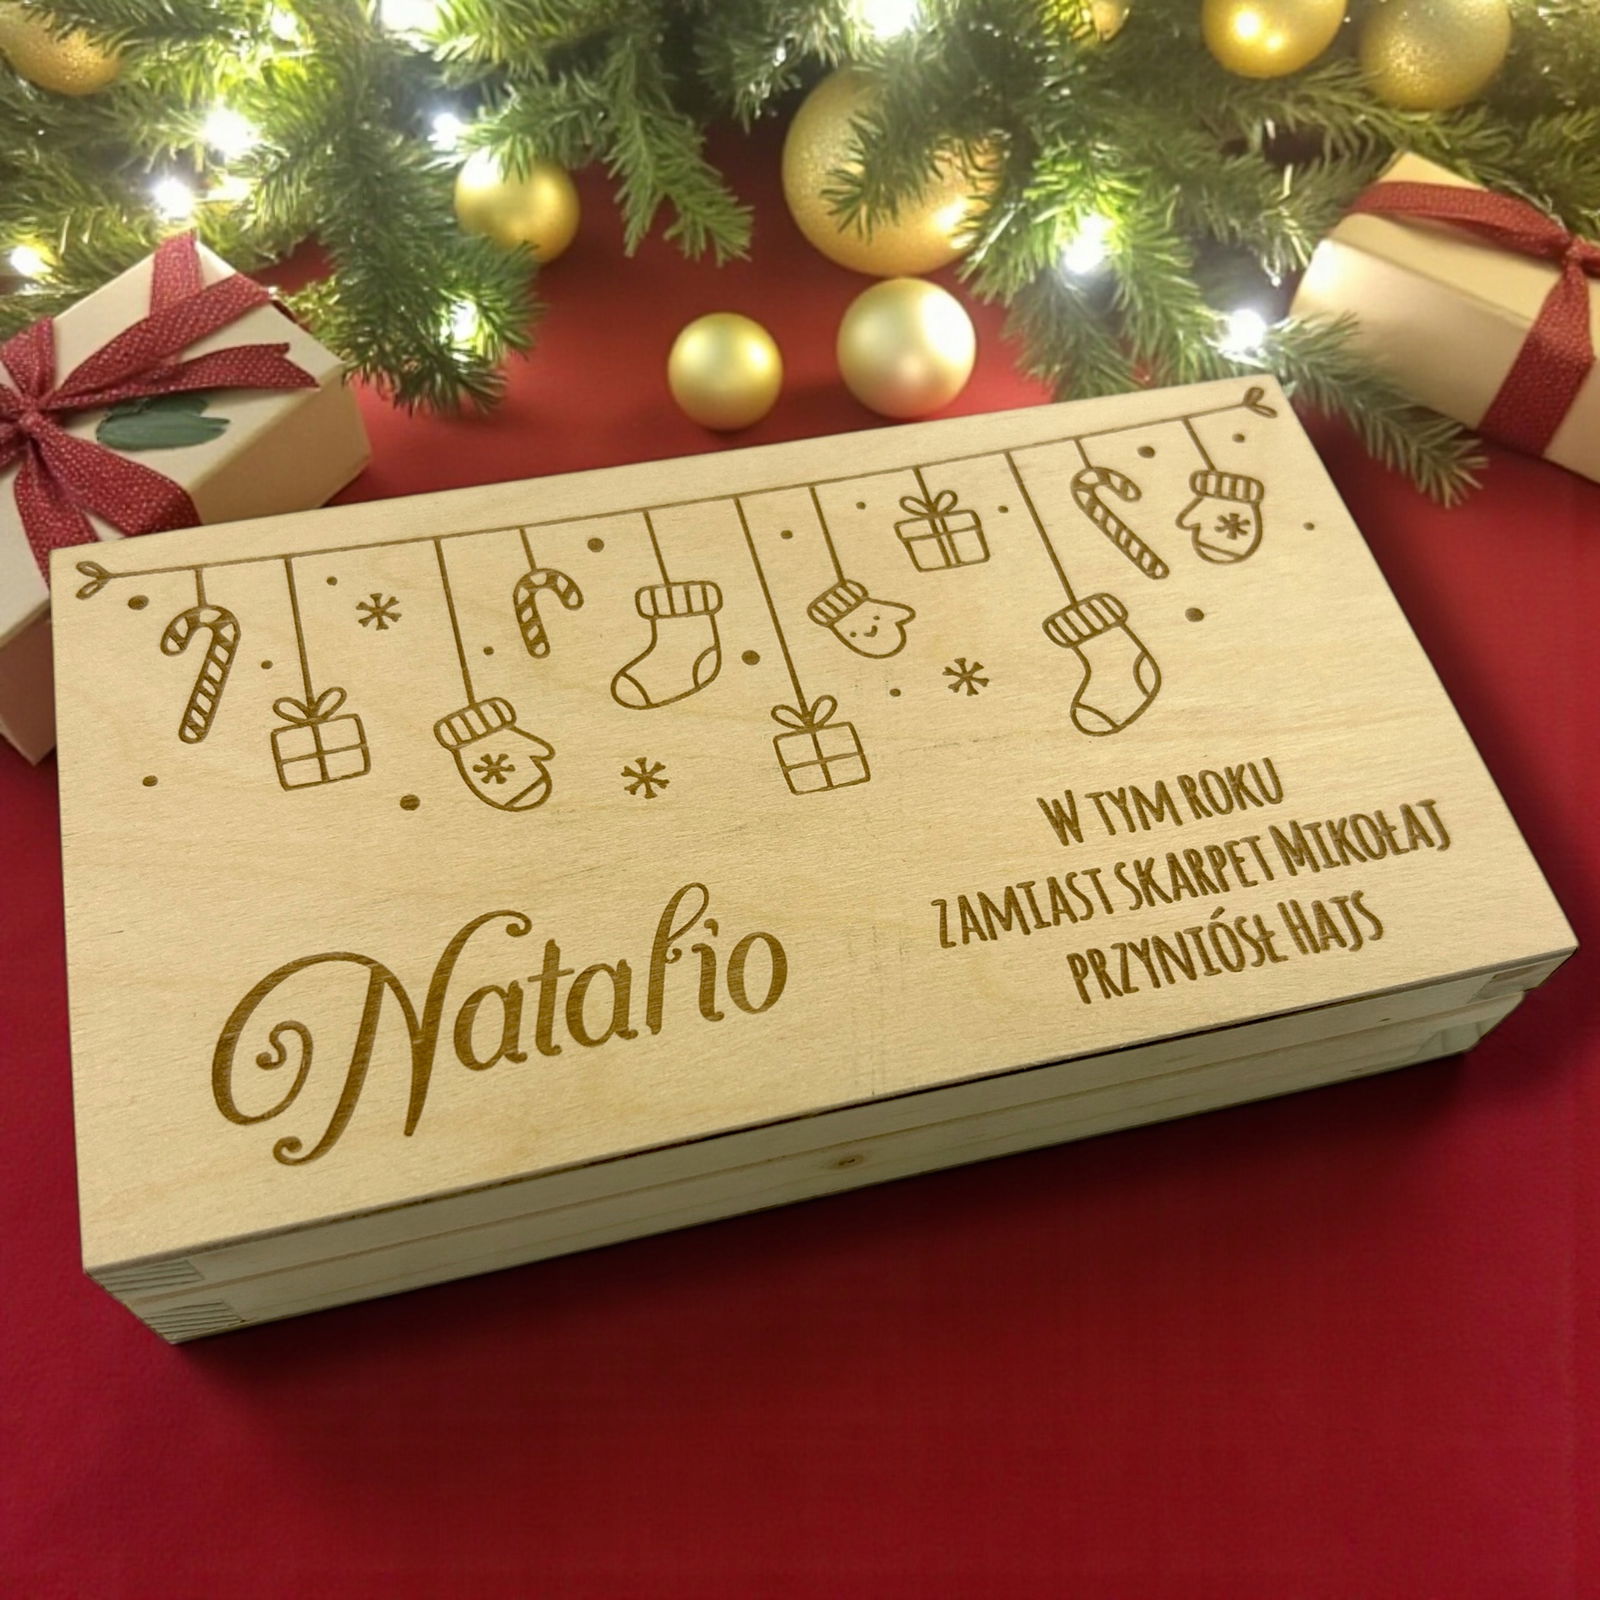 Natalio
W TYM ROKU
ZAMIAST SKARPET MIKOŁAJ
PRZYNIÓSŁ HAJS